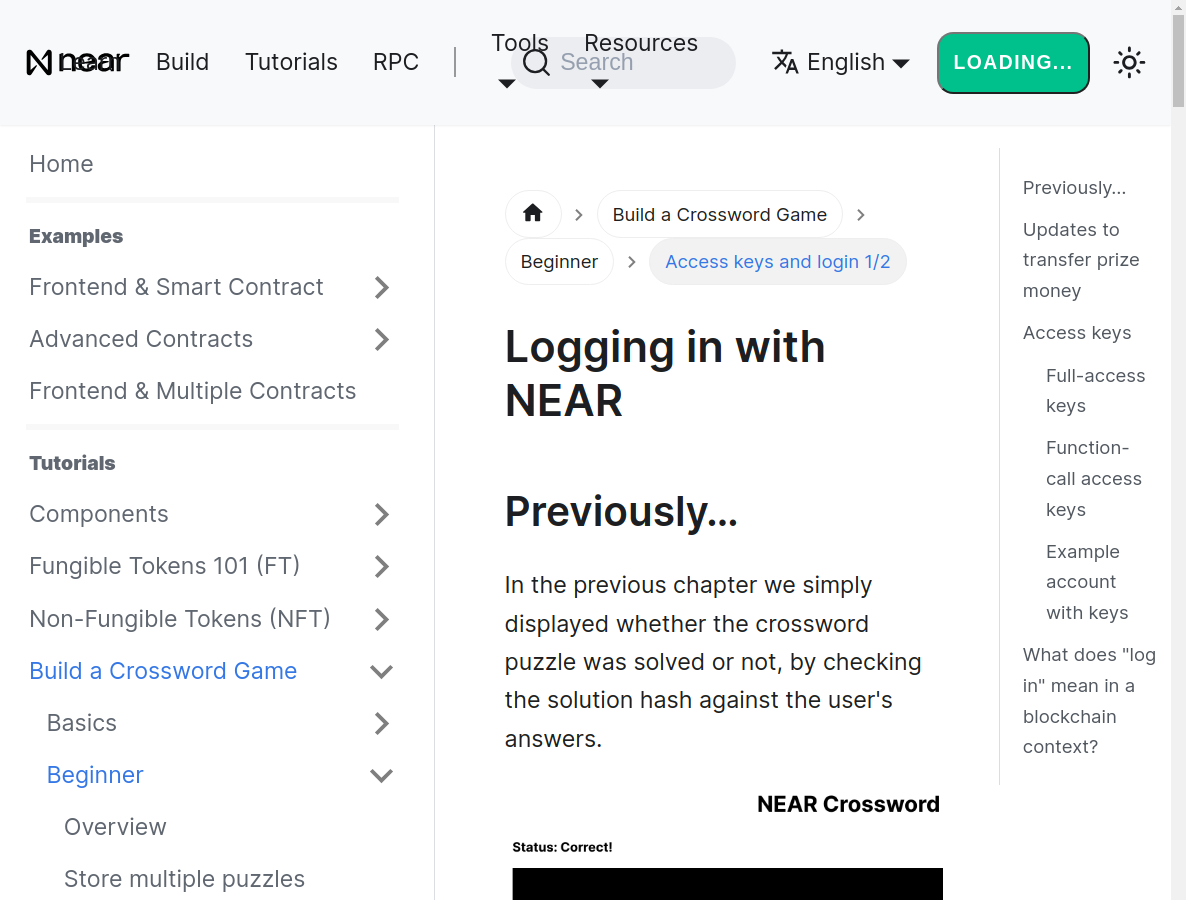 near
Learn
Build
Tutorials
RPC
Tools
Resources
Search
English
LOADING...
Home
Examples
Frontend & Smart Contract
Advanced Contracts
Frontend & Multiple Contracts
Tutorials
Components
Fungible Tokens 101 (FT)
Non-Fungible Tokens (NFT)
Build a Crossword Game
Basics
Beginner
Overview
Store multiple puzzles
Build a Crossword Game
Beginner
Access keys and login 1/2
Logging in with
NEAR
Previously...
In the previous chapter we simply
displayed whether the crossword
puzzle was solved or not, by checking
the solution hash against the user's
answers.
NEAR Crossword
Status: Correct!
Previously...
Updates to
transfer prize
money
Access keys
Full-access
keys
Function-
call access
keys
Example
account
with keys
What does "log
in" mean in a
blockchain
context?